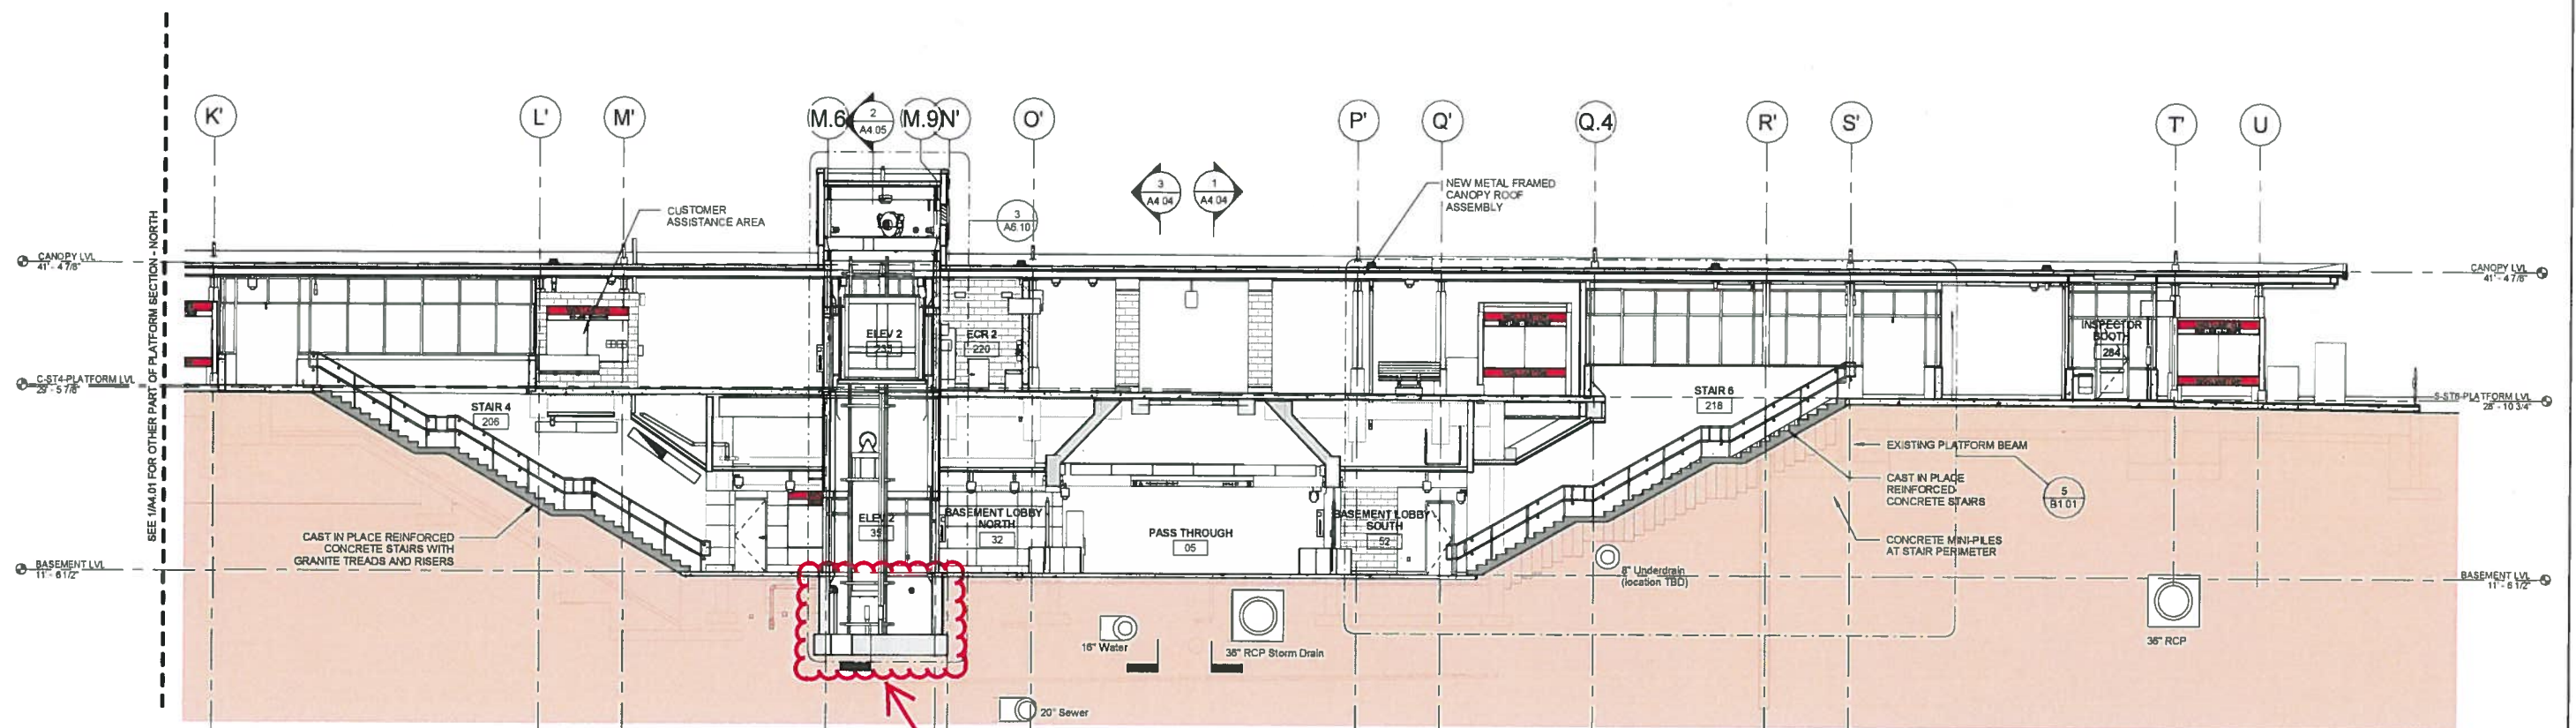 K'
L'
M'
M.6
2
A4.05
M.9
N'
O'
P'
Q'
Q.4
R'
S'
T'
U
3
A4.04
1
A4.04
NEW METAL FRAMED
CANOPY ROOF
ASSEMBLY
CUSTOMER
ASSISTANCE AREA
3
A6.10
SEE 1/A4.01 FOR OTHER PART OF PLATFORM SECTION - NORTH
CANOPY LVL
41' - 4 7/8"
CANOPY LVL
41' - 4 7/8"
ELEV 2
ECR 2
220
INSPECTOR
BOOTH
284
C-ST4-PLATFORM LVL
29' - 5 7/8"
STAIR 4
206
STAIR 6
218
S-ST6-PLATFORM LVL
28' - 10 3/4"
EXISTING PLATFORM BEAM
CAST IN PLACE
REINFORCED
CONCRETE STAIRS
5
B1.01
CONCRETE MINI-PILES
AT STAIR PERIMETER
ELEV 2
35
BASEMENT LOBBY
NORTH
32
PASS THROUGH
05
BASEMENT LOBBY
SOUTH
52
CAST IN PLACE REINFORCED
CONCRETE STAIRS WITH
GRANITE TREADS AND RISERS
BASEMENT LVL
11' - 6 1/2"
8" Underdrain
(location TBD)
BASEMENT LVL
11' - 6 1/2"
16" Water
36" RCP Storm Drain
36" RCP
20" Sewer